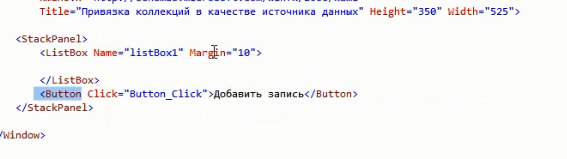 Title="Привязка коллекций в качестве источника данных" Height="350" Width="525">
<StackPanel>
<ListBox Name="listBox1" Margin="10">
</ListBox>
<Button Click="Button_Click">Добавить запись</Button>
</StackPanel>
/Window>